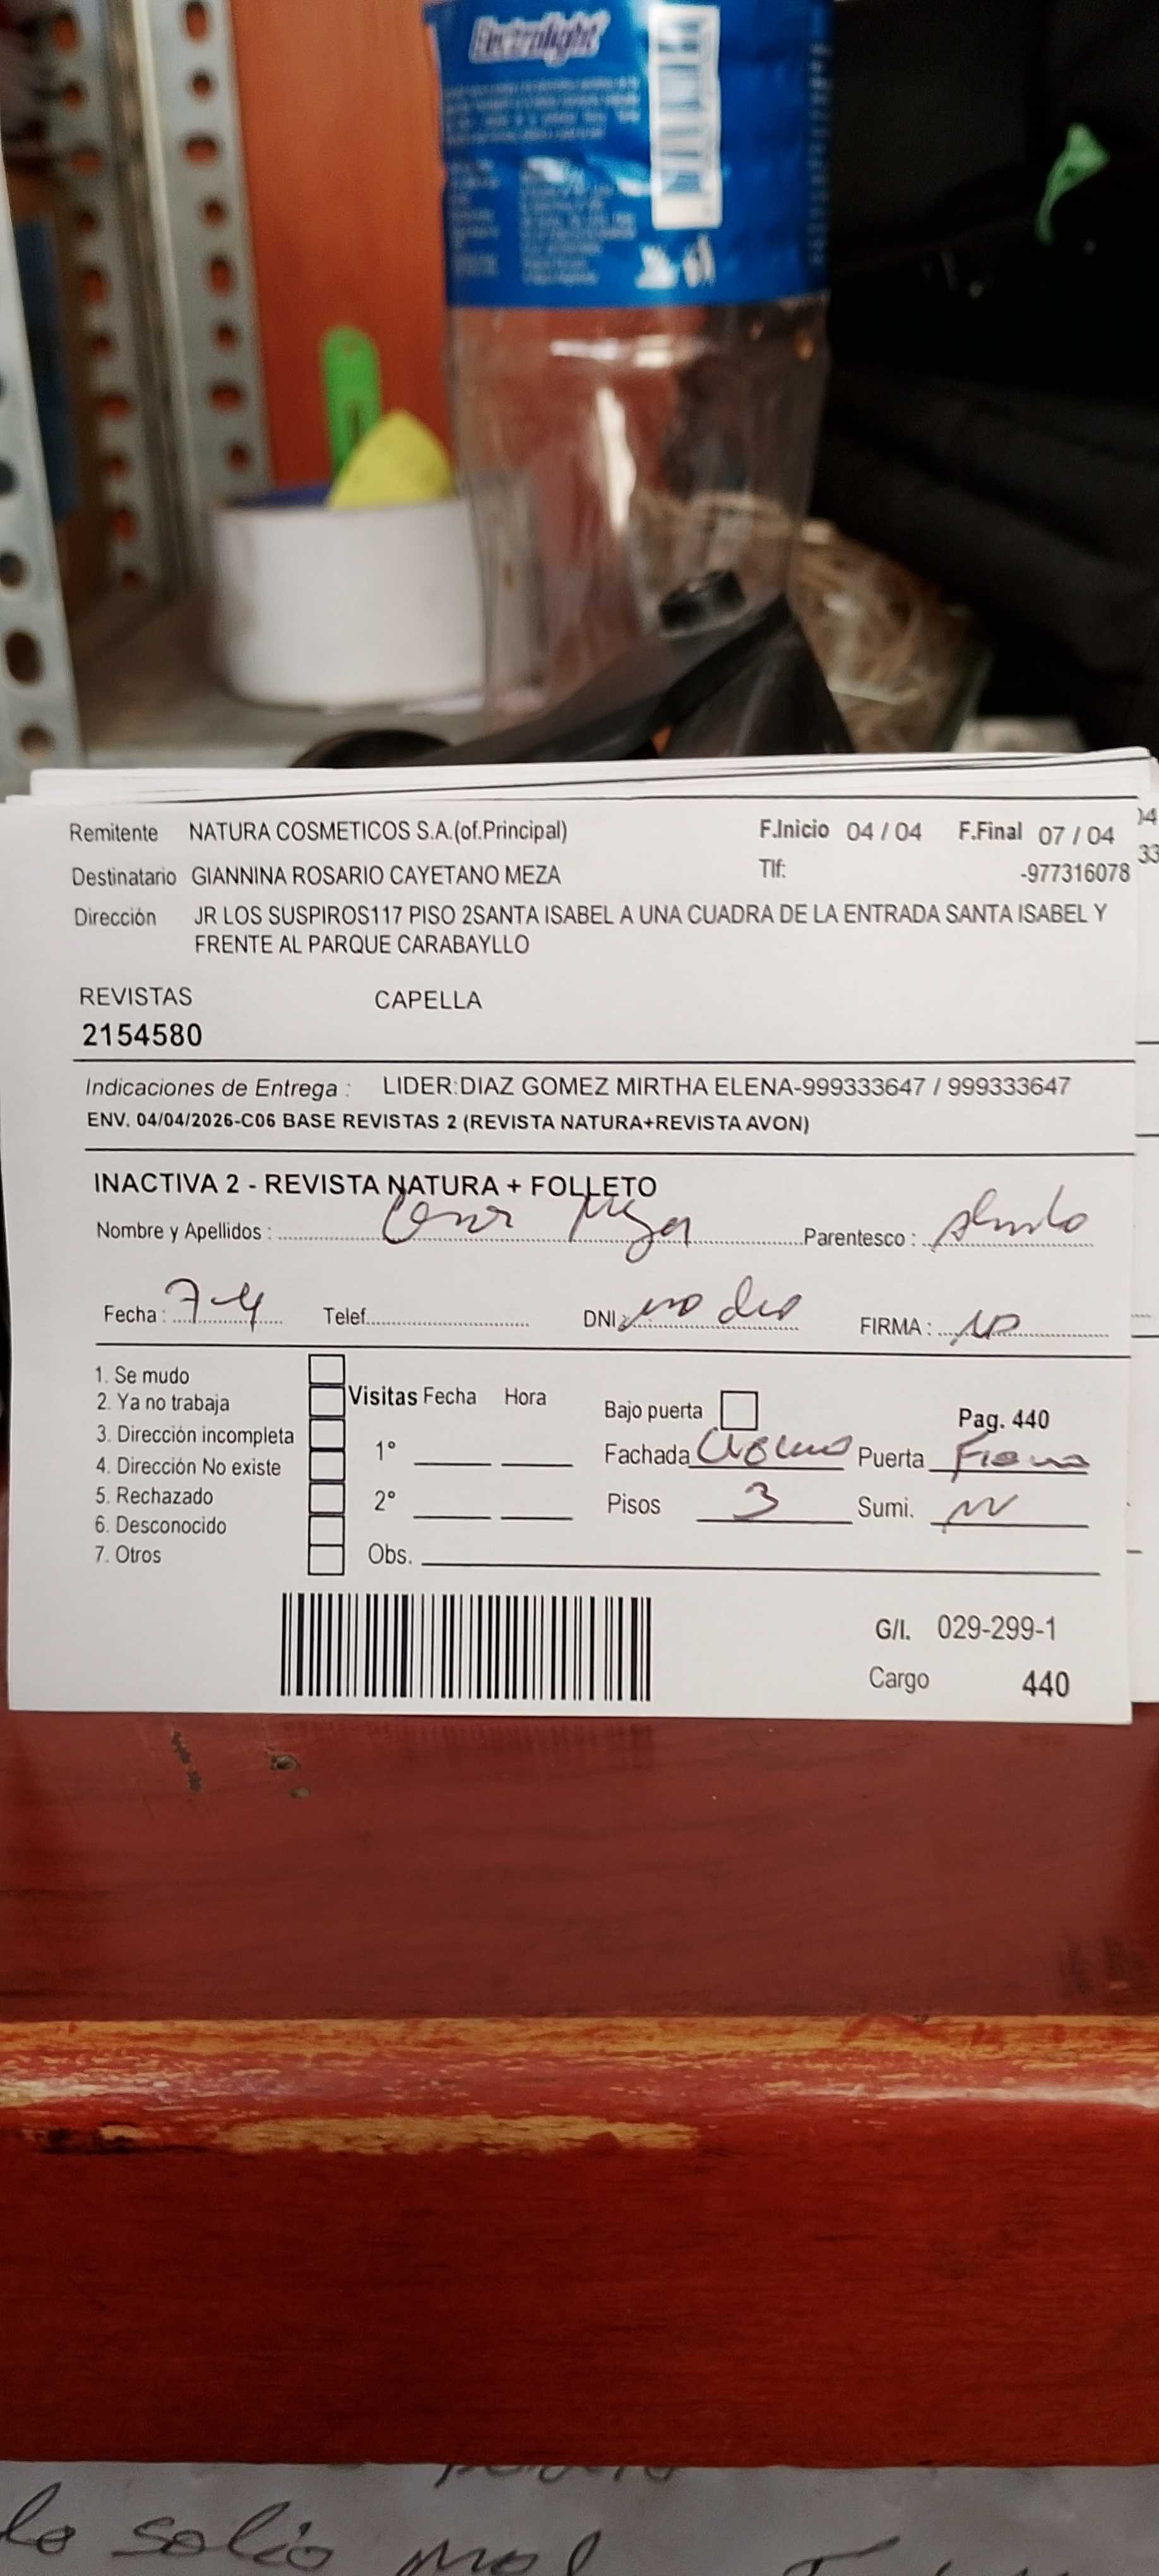 Electrolight
Remitente NATURA COSMETICOS S.A.(of.Principal) F.Inicio 04 / 04 F.Final 07 / 04
Destinatario GIANNINA ROSARIO CAYETANO MEZA Tlf: -977316078
Dirección JR LOS SUSPIROS117 PISO 2SANTA ISABEL A UNA CUADRA DE LA ENTRADA SANTA ISABEL Y
FRENTE AL PARQUE CARABAYLLO
REVISTAS CAPELLA
2154580
Indicaciones de Entrega : LIDER:DIAZ GOMEZ MIRTHA ELENA-999333647 / 999333647
ENV. 04/04/2026-C06 BASE REVISTAS 2 (REVISTA NATURA+REVISTA AVON)
INACTIVA 2 - REVISTA NATURA + FOLLETO
Nombre y Apellidos : Parentesco :
Fecha : 7-4 Telef. DNI: no dio FIRMA :
1. Se mudo
2. Ya no trabaja
3. Dirección incompleta
4. Dirección No existe
5. Rechazado
6. Desconocido
7. Otros
Visitas Fecha Hora
1°
2°
Obs.
Bajo puerta Pag. 440
Fachada Puerta
Pisos 3 Sumi.
G/I. 029-299-1
Cargo 440